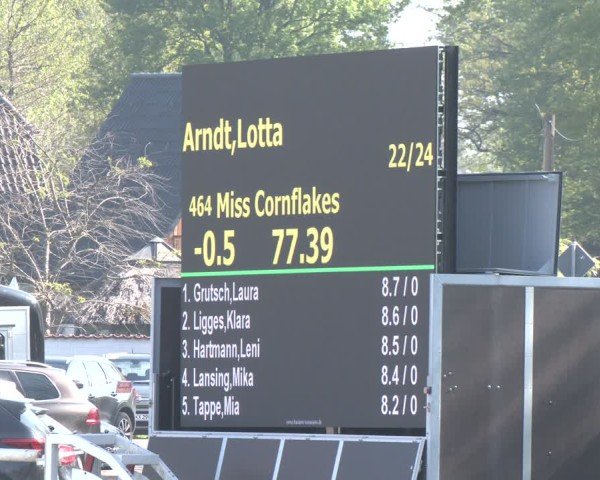 Arndt,Lotta
22/24
464 Miss Cornflakes
-0.5 77.39
1. Grutsch,Laura 8.7 / 0
2. Ligges,Klara 8.6 / 0
3. Hartmann,Leni 8.5 / 0
4. Lansing,Mika 8.4 / 0
5. Tappe,Mia 8.2 / 0